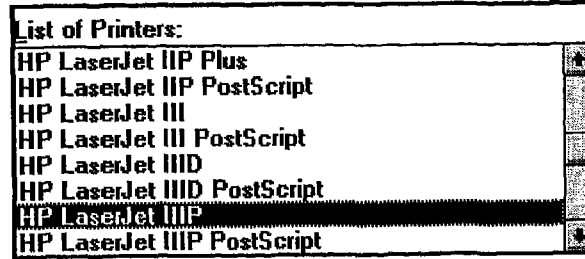 List of Printers:
HP LaserJet IIP Plus
HP LaserJet IIP PostScript
HP LaserJet III
HP LaserJet III PostScript
HP LaserJet IIID
HP LaserJet IIID PostScript
HP LaserJet IIIP
HP LaserJet IIIP PostScript